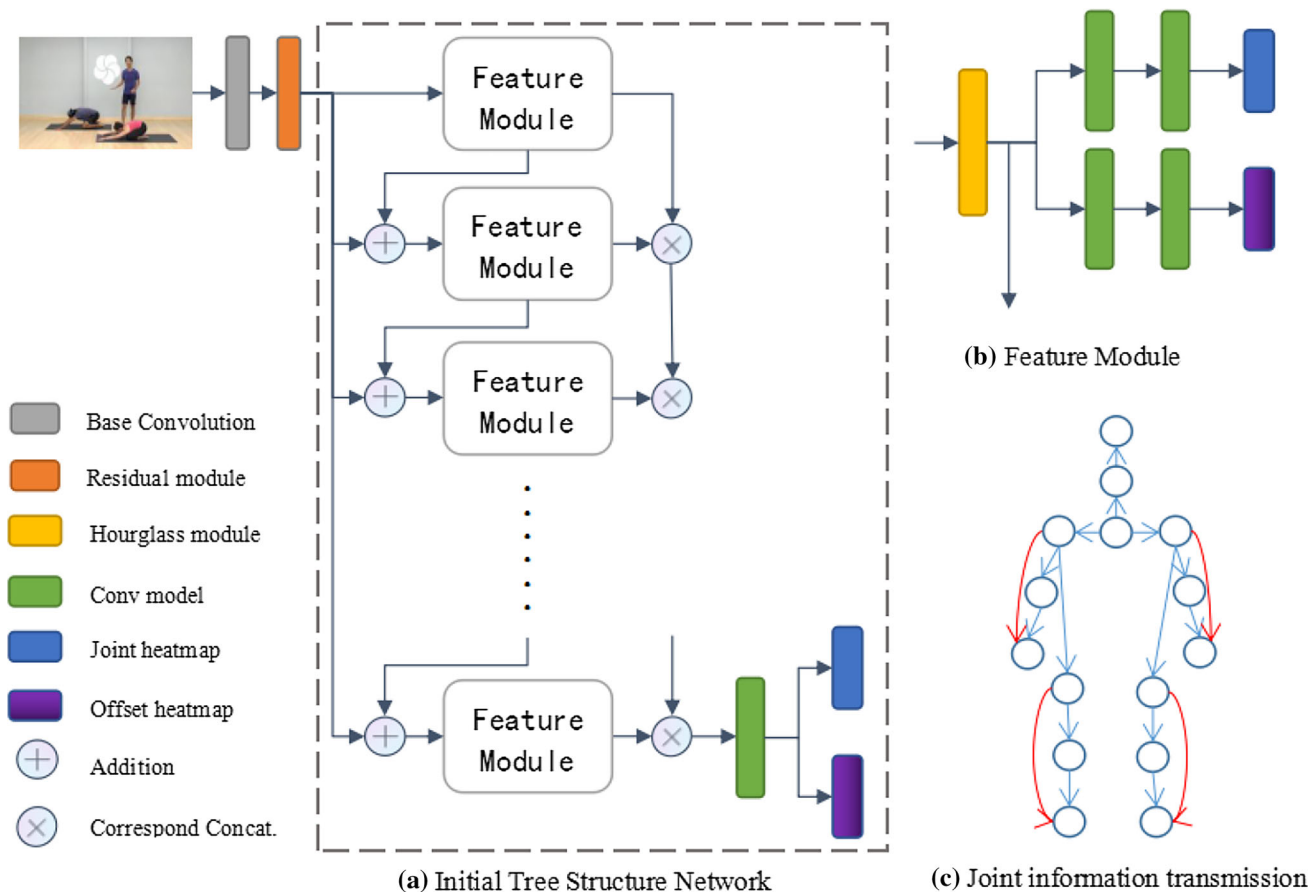 Feature
Module
Feature
Module
Feature
Module
Feature
Module
Base Convolution
Residual module
Hourglass module
Conv model
Joint heatmap
Offset heatmap
Addition
Correspond Concat.
(a) Initial Tree Structure Network
(b) Feature Module
(c) Joint information transmission